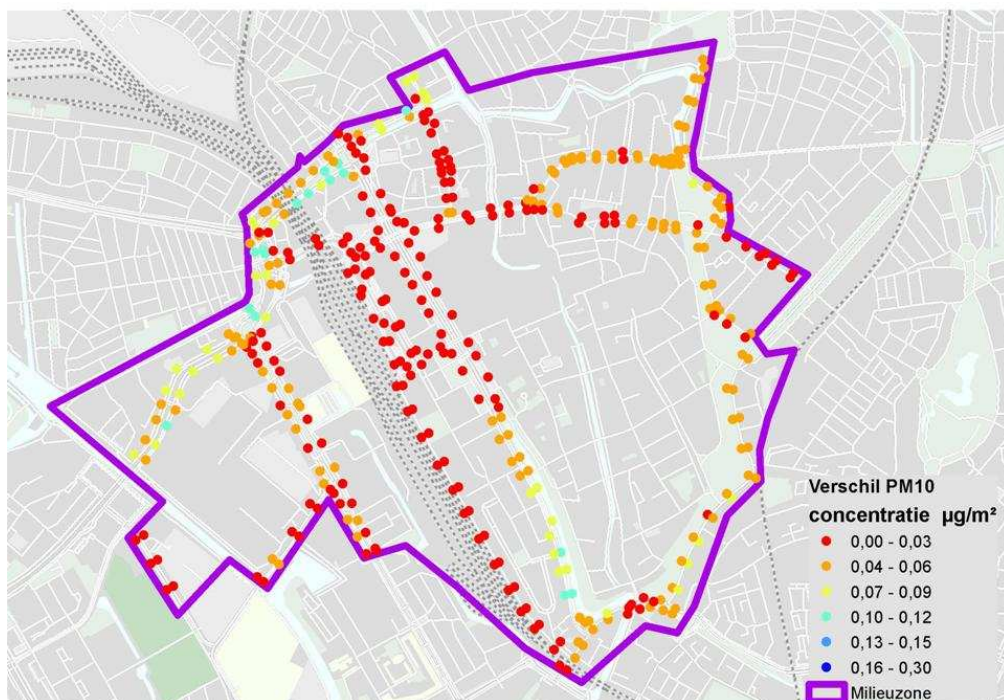 Verschil PM10
concentratie µg/m²
0,00 - 0,03
0,04 - 0,06
0,07 - 0,09
0,10 - 0,12
0,13 - 0,15
0,16 - 0,30
Milieuzone